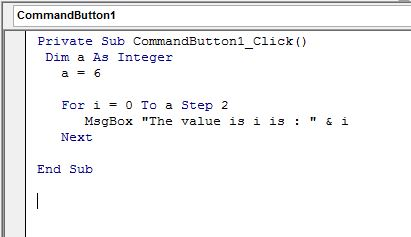 CommandButton1
Private Sub CommandButton1_Click()
Dim a As Integer
a = 6
For i = 0 To a Step 2
MsgBox "The value is i is : " & i
Next
End Sub